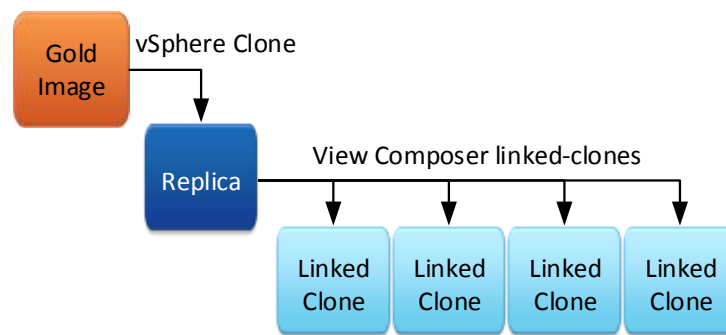 Gold
Image
vSphere Clone
Replica
View Composer linked-clones
Linked
Clone
Linked
Clone
Linked
Clone
Linked
Clone